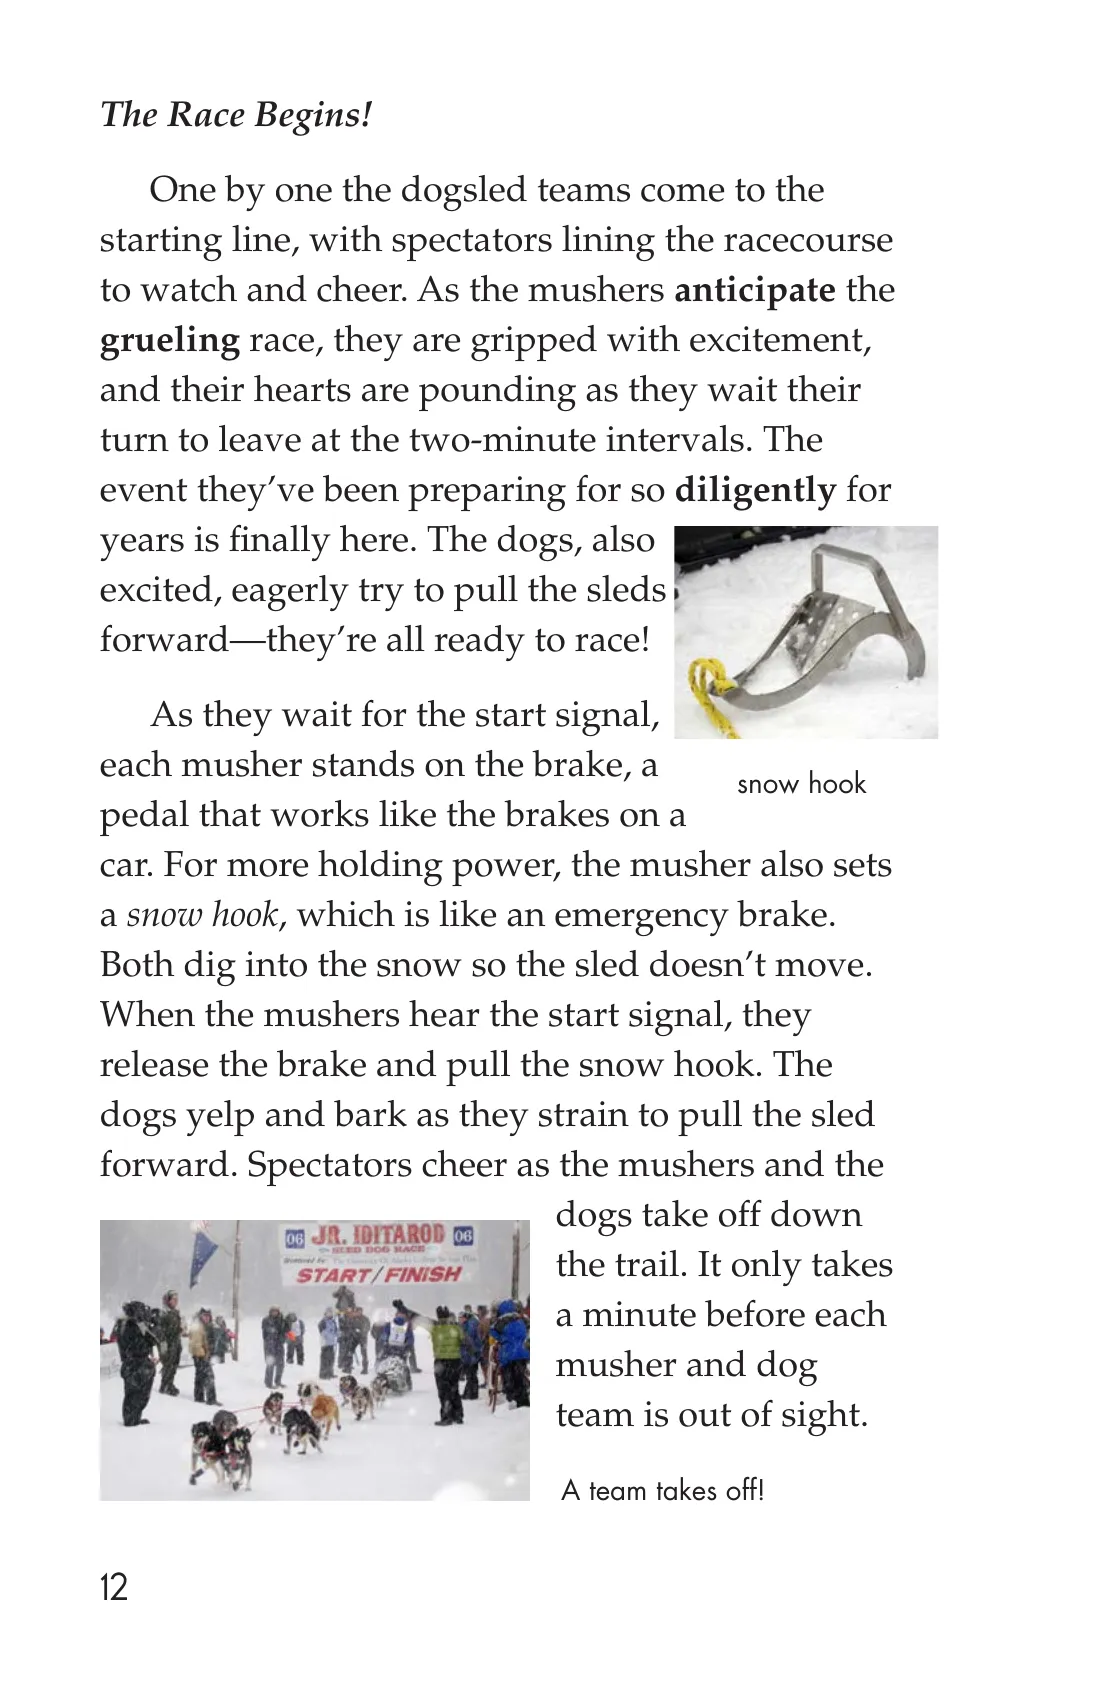 The Race Begins!
One by one the dogsled teams come to the
starting line, with spectators lining the racecourse
to watch and cheer. As the mushers anticipate the
grueling race, they are gripped with excitement,
and their hearts are pounding as they wait their
turn to leave at the two-minute intervals. The
event they’ve been preparing for so diligently for
years is finally here. The dogs, also
excited, eagerly try to pull the sleds
forward—they’re all ready to race!
As they wait for the start signal,
each musher stands on the brake, a
pedal that works like the brakes on a
car. For more holding power, the musher also sets
a snow hook, which is like an emergency brake.
Both dig into the snow so the sled doesn’t move.
When the mushers hear the start signal, they
release the brake and pull the snow hook. The
dogs yelp and bark as they strain to pull the sled
forward. Spectators cheer as the mushers and the
dogs take off down
the trail. It only takes
a minute before each
musher and dog
team is out of sight.
snow hook
06 JR. IDITAROD 06
SLED DOG RACE
START/FINISH
A team takes off!
12